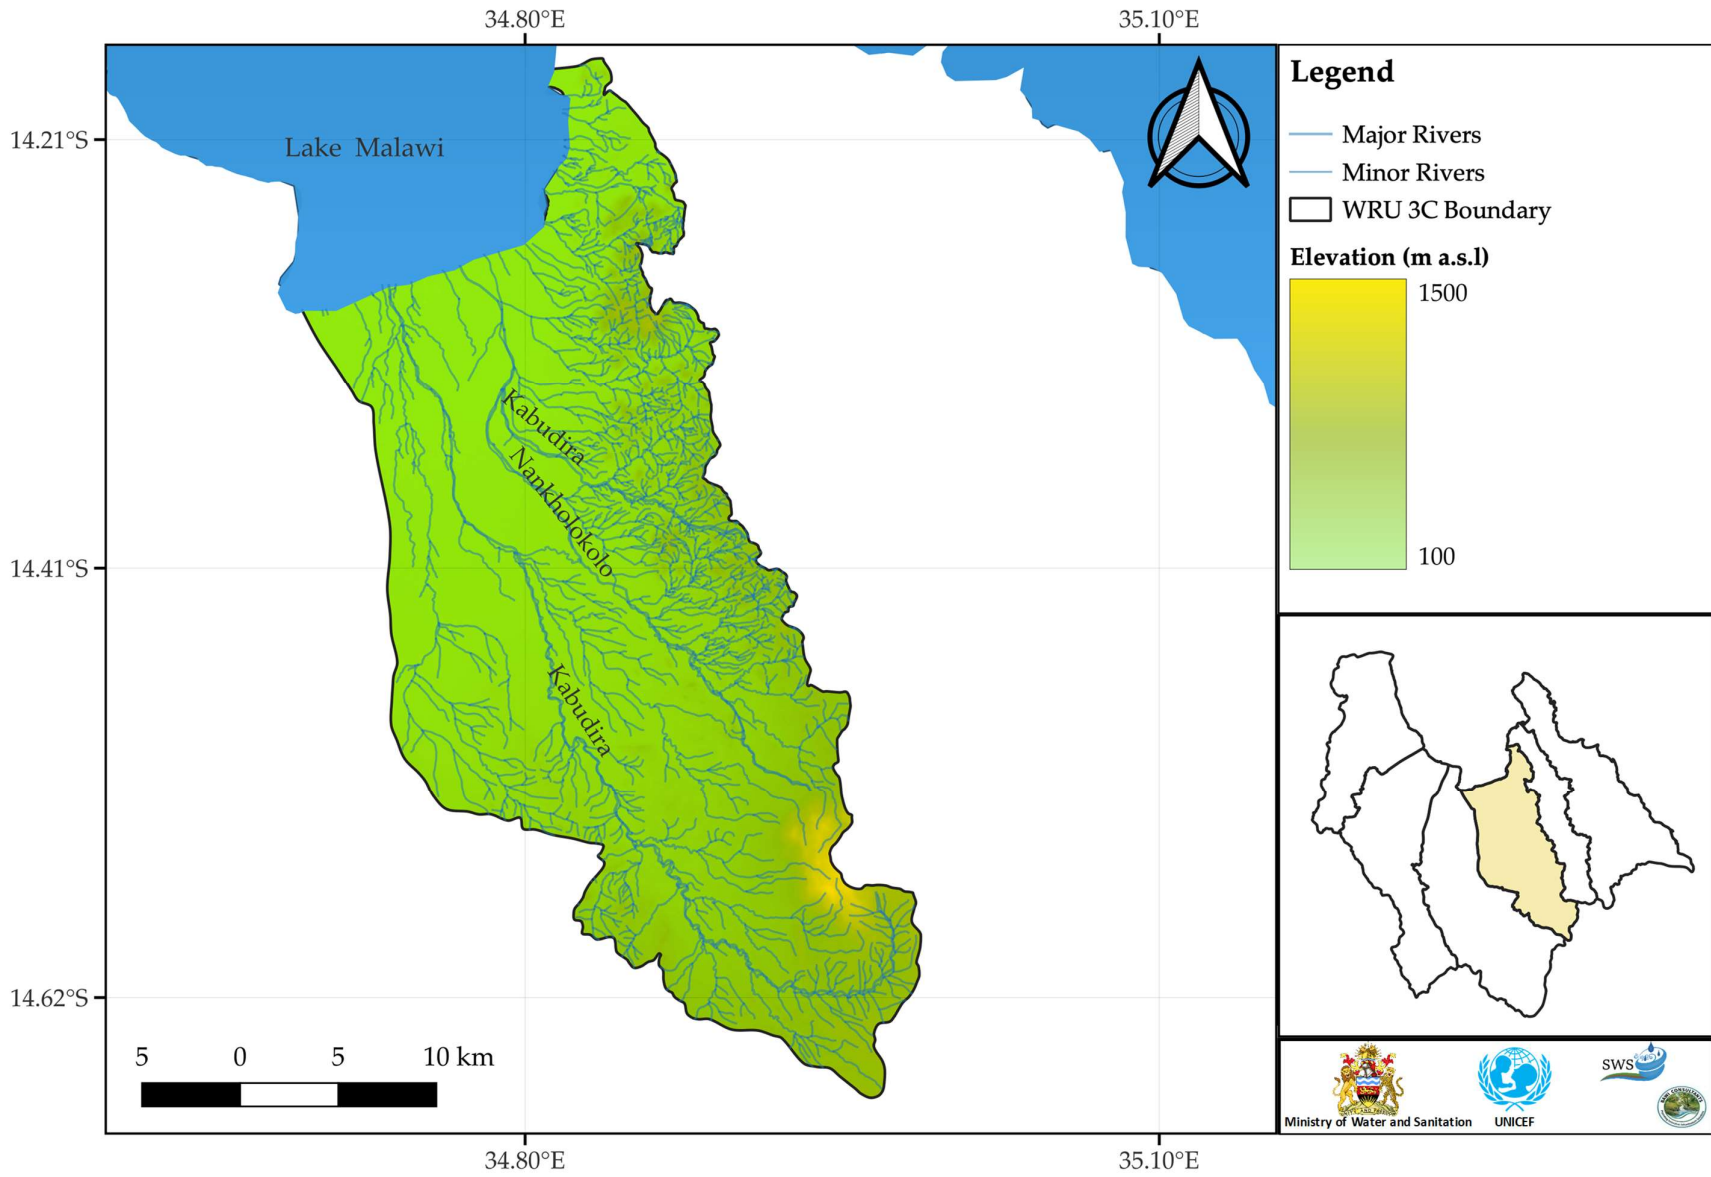 34.80°E
35.10°E
14.21°S
14.41°S
14.62°S
Lake Malawi
Kabudira
Nankholokolo
Kabudira
5 0 5 10 km
34.80°E
35.10°E
Legend
Major Rivers
Minor Rivers
WRU 3C Boundary
Elevation (m a.s.l)
1500
100
SWS
Ministry of Water and Sanitation
UNICEF